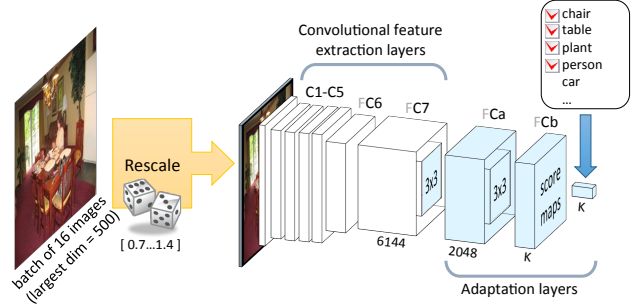 chair
table
plant
person
car
...
Convolutional feature
extraction layers
C1-C5
FC6
FC7
FCa
FCb
Rescale
[ 0.7...1.4 ]
batch of 16 images
(largest dim = 500)
3x3
6144
3x3
2048
score
maps
K
K
Adaptation layers